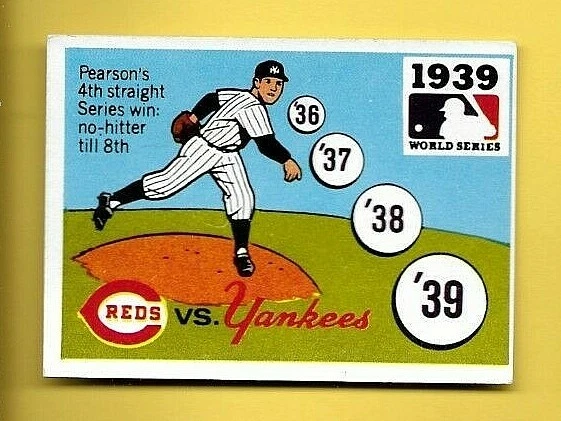 Pearson's
4th straight
Series win:
no-hitter
till 8th
NY
'36
'37
'38
'39
1939
WORLD SERIES
REDS VS. Yankees